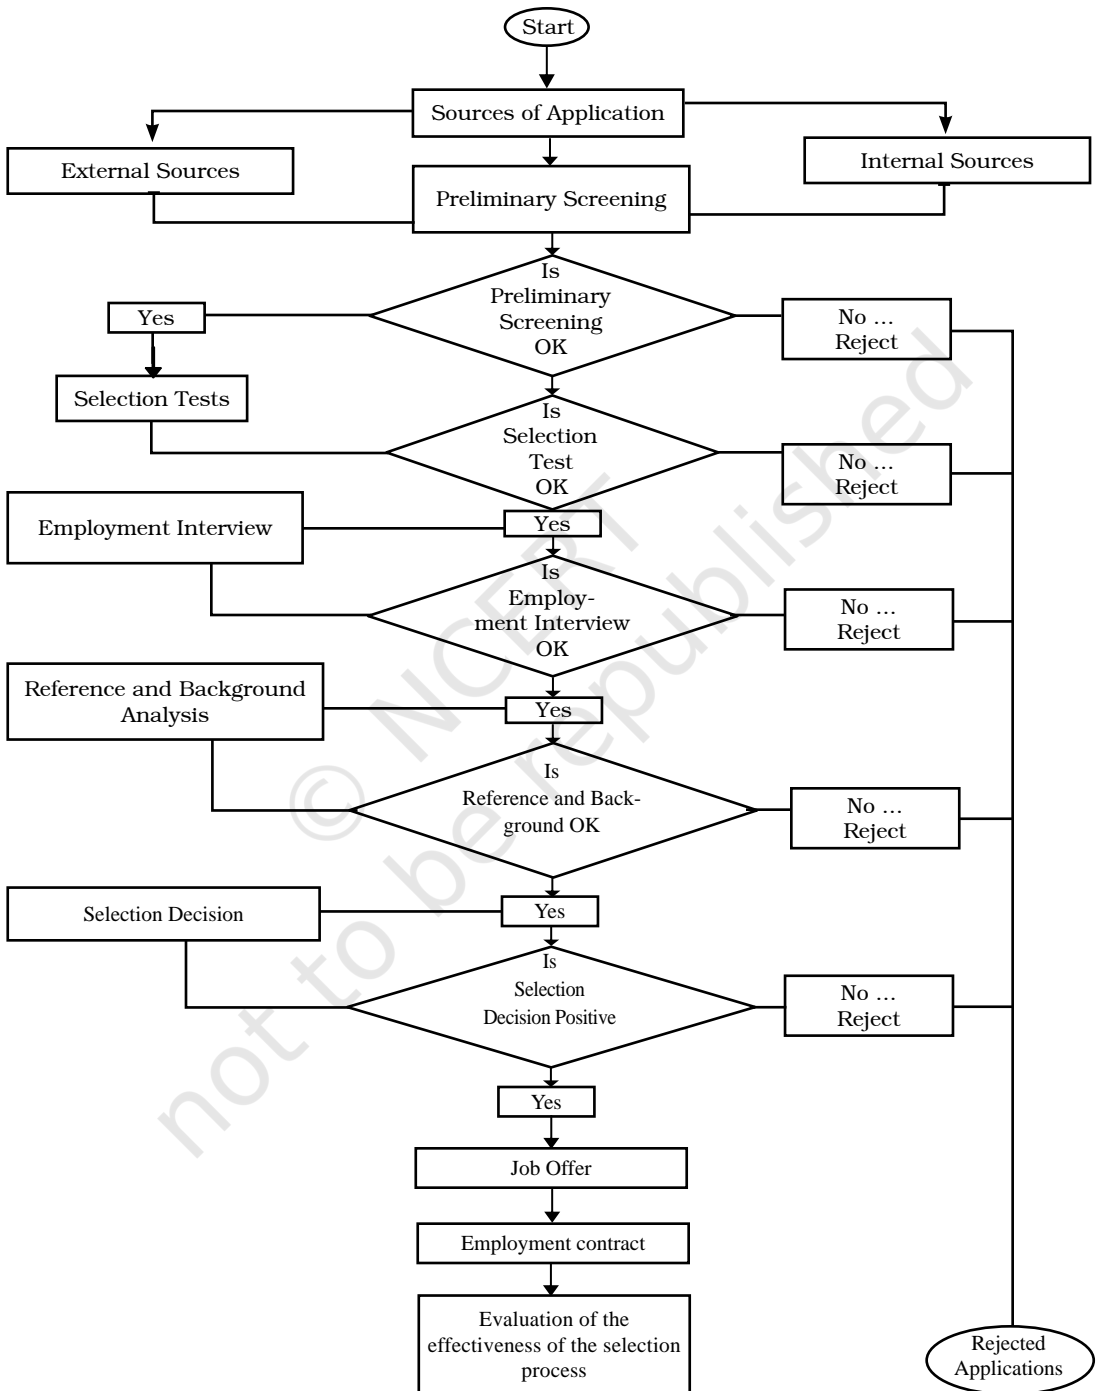 Start
Sources of Application
External Sources
Internal Sources
Preliminary Screening
Is
Preliminary
Screening
OK
Yes
No ...
Reject
Selection Tests
Is
Selection
Test
OK
No ...
Reject
Employment Interview
Yes
Is
Employ-
ment Interview
OK
No ...
Reject
Reference and Background
Analysis
Yes
Is
Reference and Back-
ground OK
No ...
Reject
Selection Decision
Yes
Is
Selection
Decision Positive
No ...
Reject
Yes
Job Offer
Employment contract
Evaluation of the
effectiveness of the selection
process
Rejected
Applications
© NCERT
not to be republished